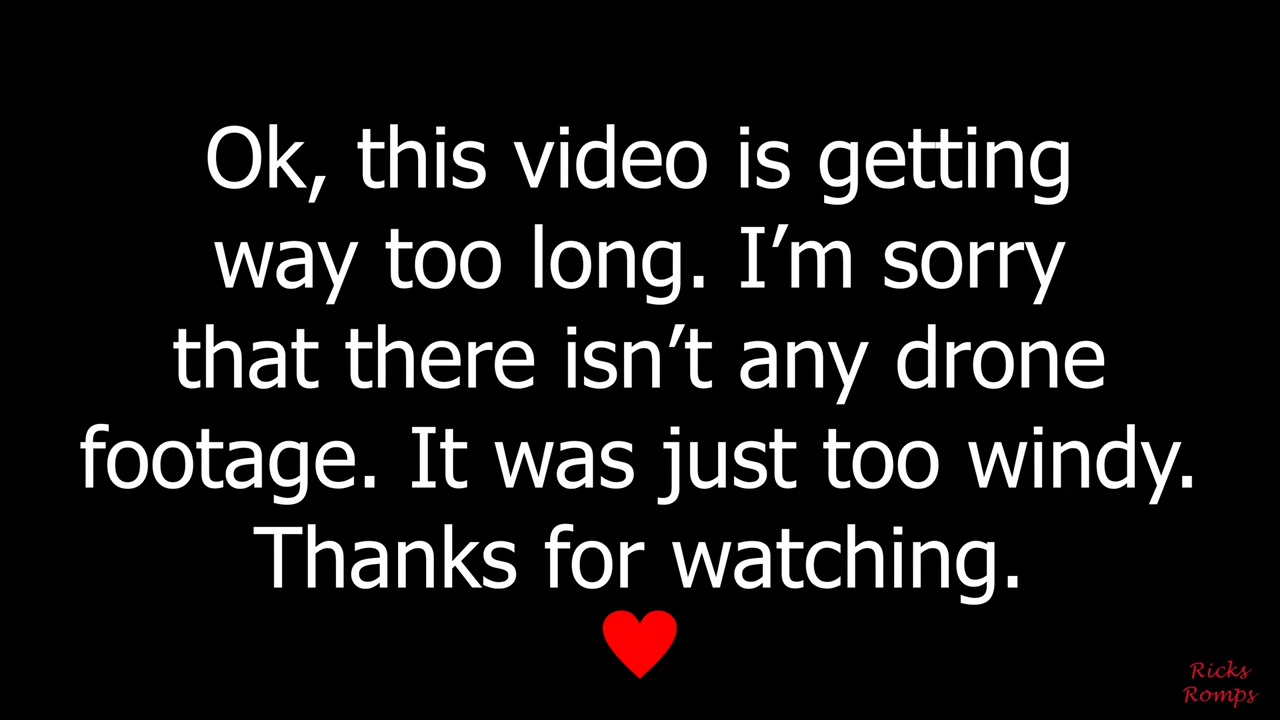 Ok, this video is getting
way too long. I’m sorry
that there isn’t any drone
footage. It was just too windy.
Thanks for watching.
Ricks
Romps